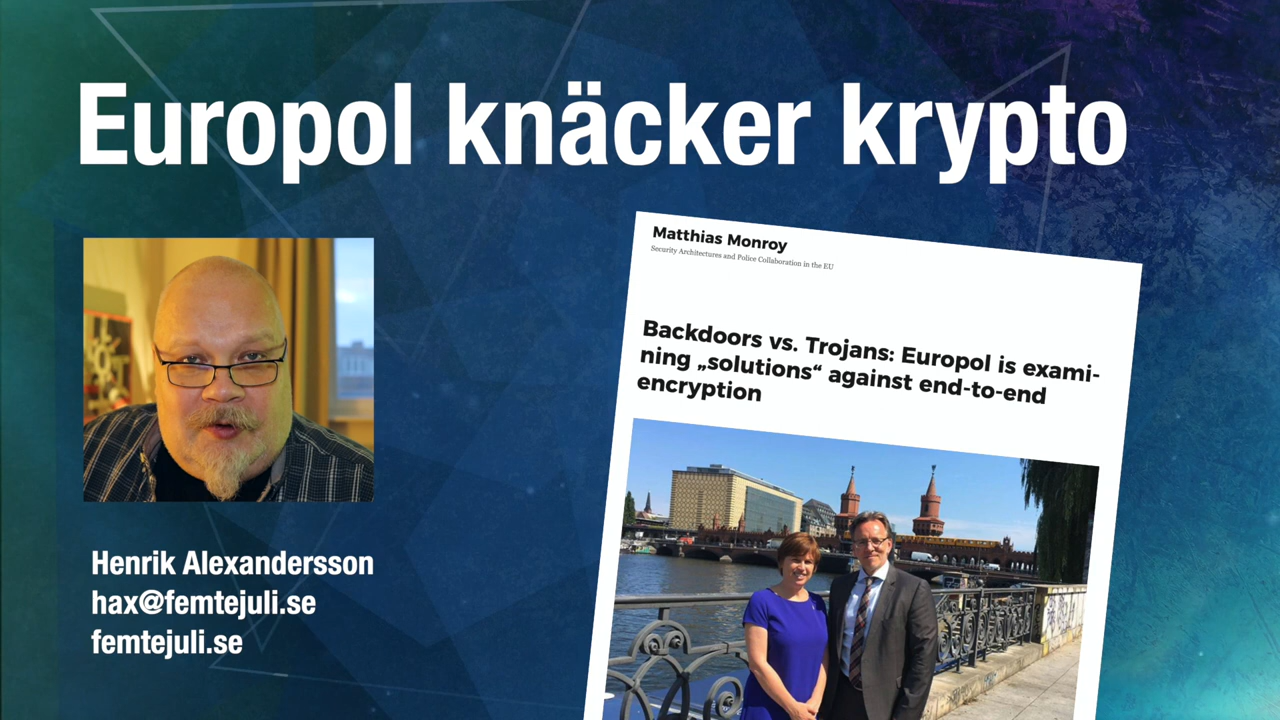 Europol knäcker krypto
Matthias Monroy
Security Architectures and Police Collaboration in the EU
Backdoors vs. Trojans: Europol is exami-
ning „solutions“ against end-to-end
encryption
Henrik Alexandersson
hax@femtejuli.se
femtejuli.se